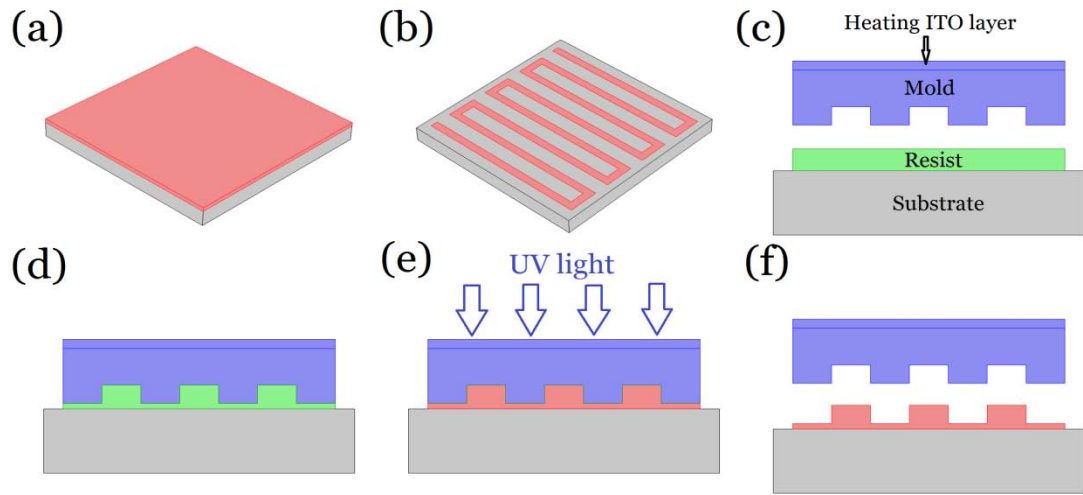 (a)
(b)
(c)
Heating ITO layer
Mold
Resist
Substrate
(d)
(e)
UV light
(f)